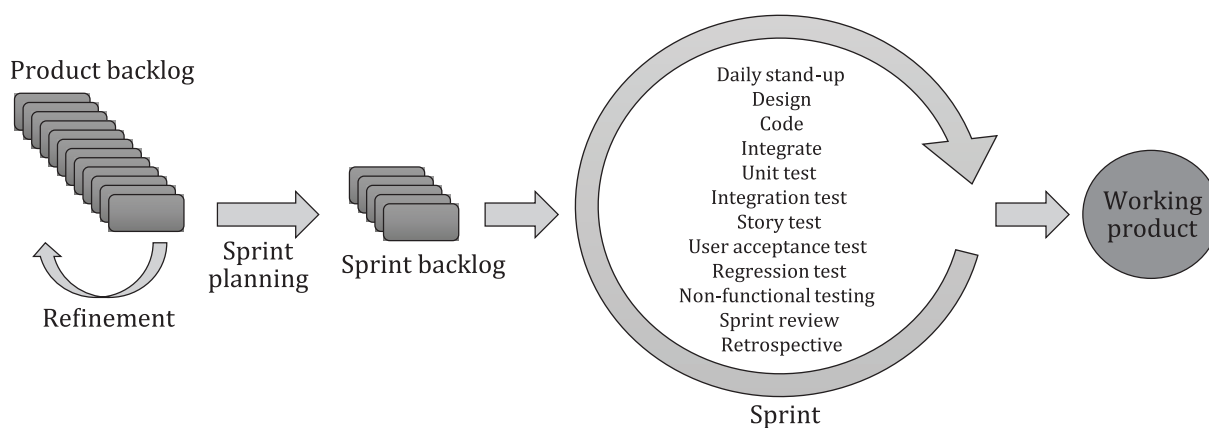 Product backlog
Refinement
Sprint
planning
Sprint backlog
Daily stand-up
Design
Code
Integrate
Unit test
Integration test
Story test
User acceptance test
Regression test
Non-functional testing
Sprint review
Retrospective
Sprint
Working
product